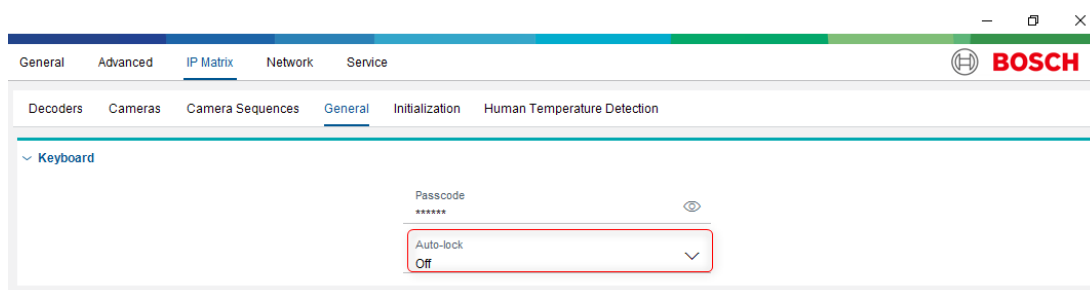 General Advanced IP Matrix Network Service BOSCH
Decoders Cameras Camera Sequences General Initialization Human Temperature Detection
Keyboard
Passcode
******
Auto-lock
Off